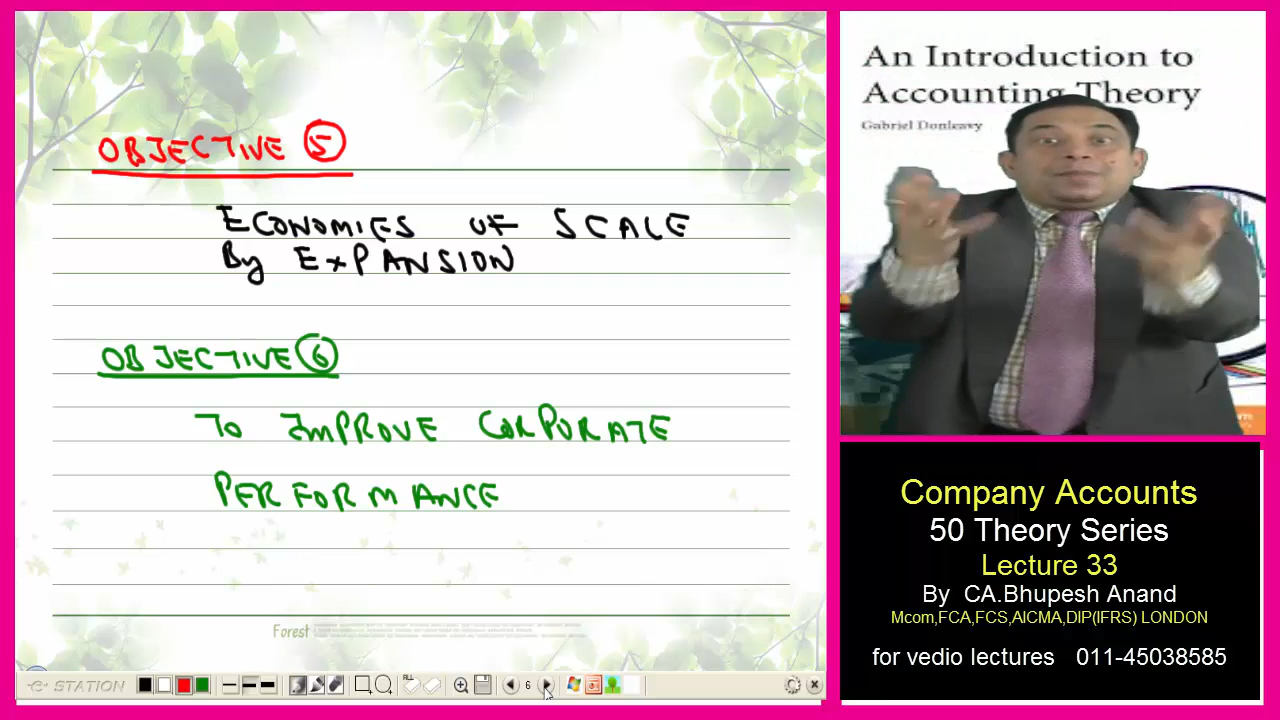 OBJECTIVE 5
ECONOMIES OF SCALE
By EXPANSION
OBJECTIVE 6
TO IMPROVE CORPORATE
PERFORMANCE
Forest
e-STATION
ALL
6
An Introduction to
Accounting Theory
Gabriel Donleavy
Company Accounts
50 Theory Series
Lecture 33
By CA.Bhupesh Anand
Mcom,FCA,FCS,AICMA,DIP(IFRS) LONDON
for vedio lectures 011-45038585